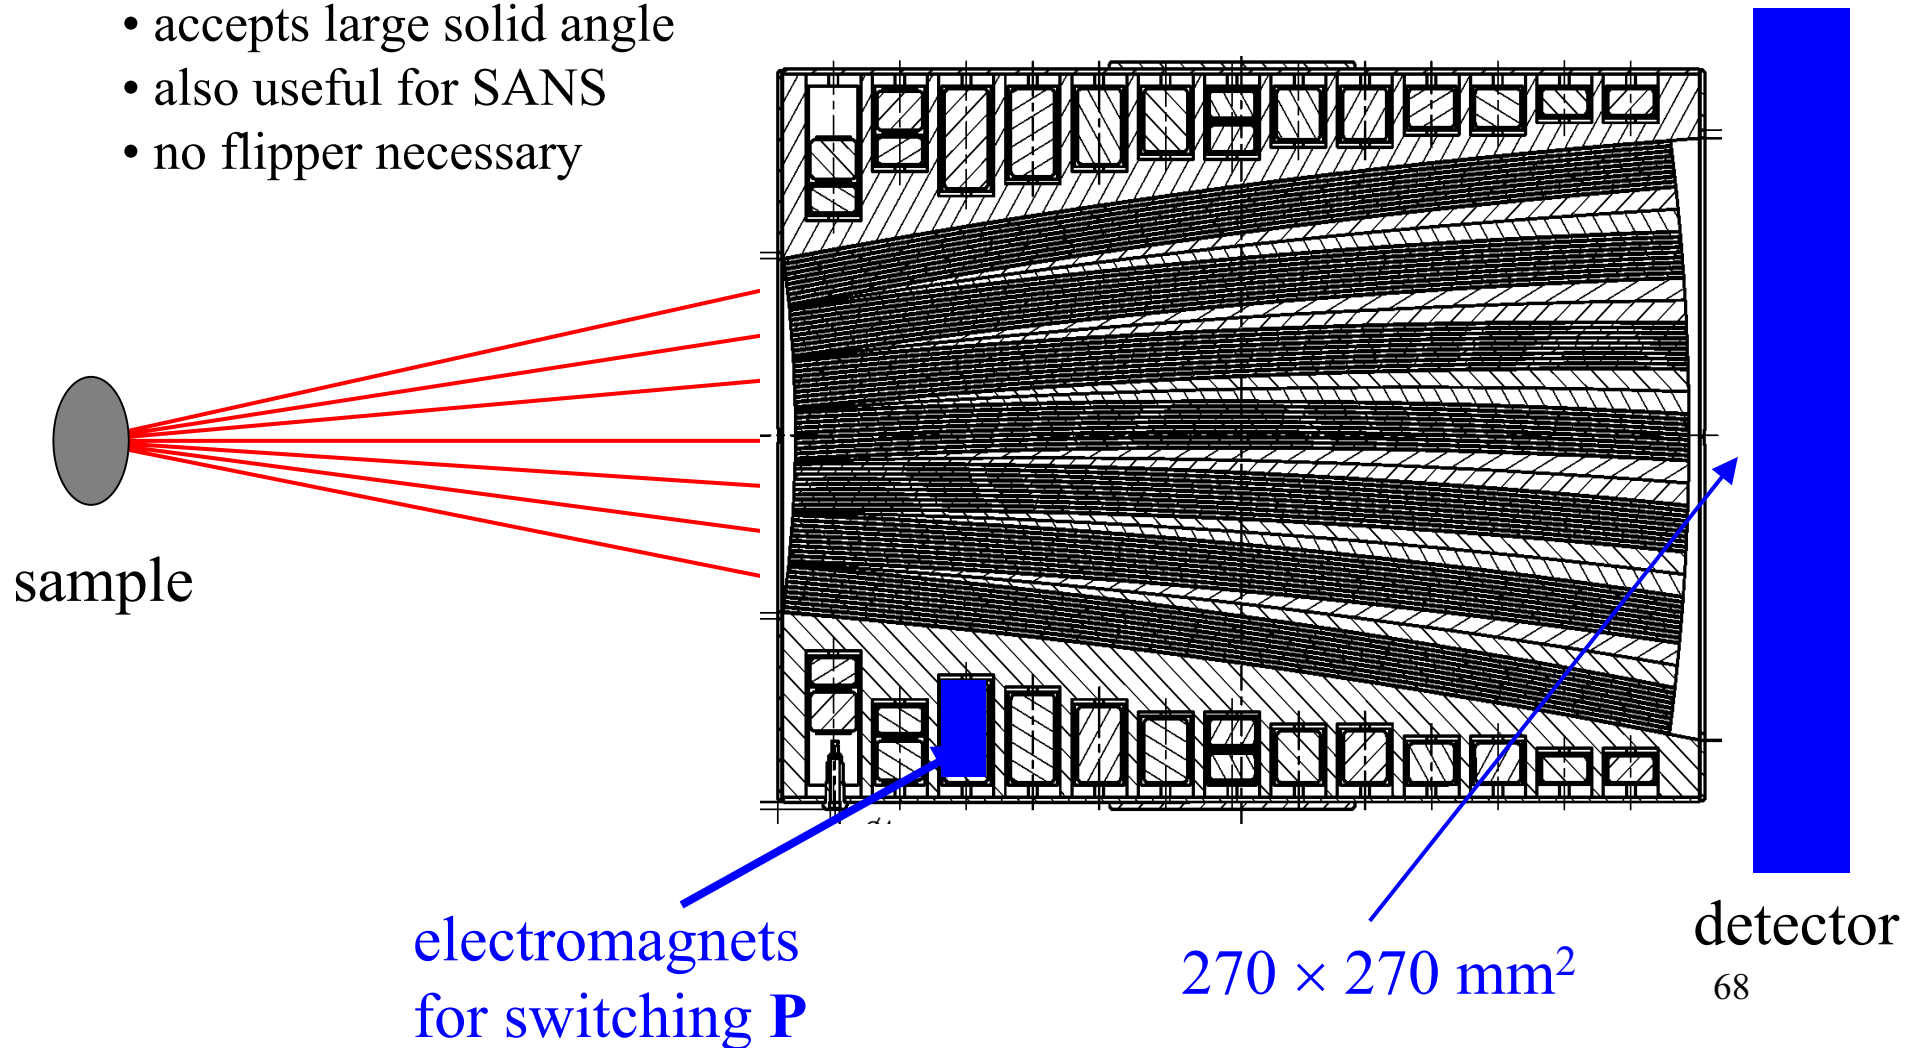 • accepts large solid angle
• also useful for SANS
• no flipper necessary
sample
electromagnets
for switching P
270 × 270 mm²
detector
68